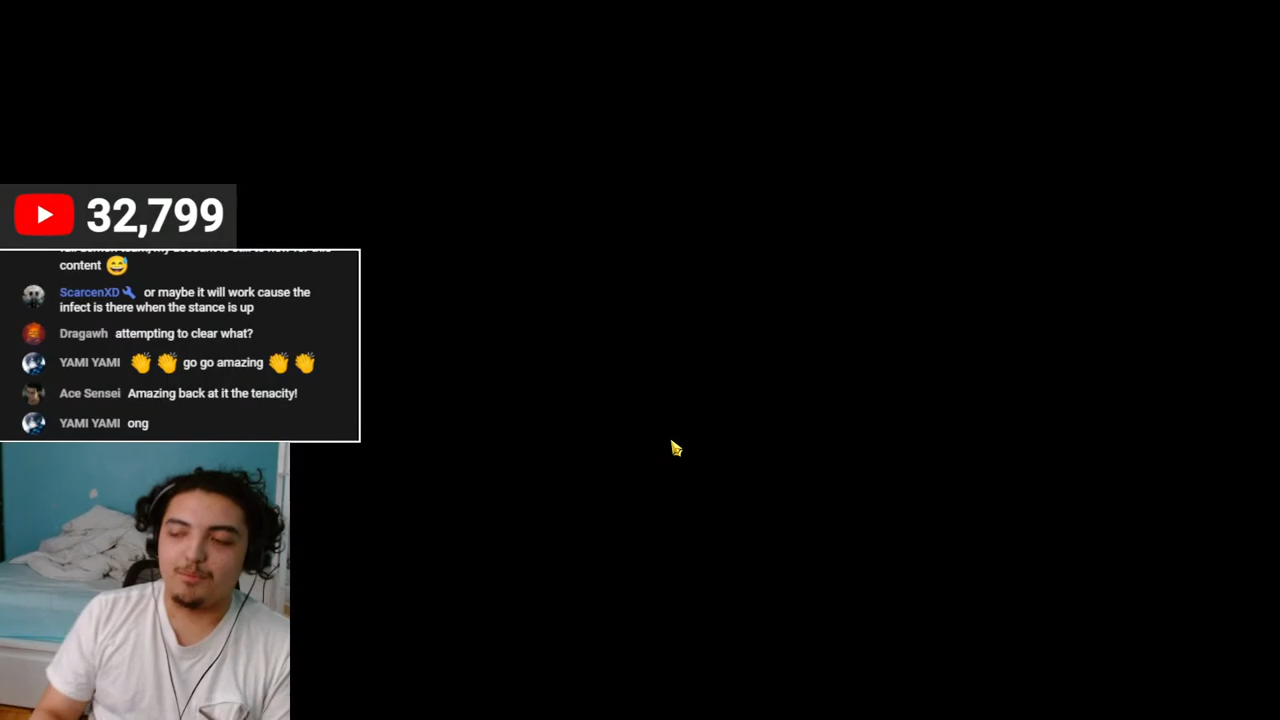 32,799
content 😅
ScarcenXD🔧 or maybe it will work cause the
infect is there when the stance is up
Dragawh attempting to clear what?
YAMI YAMI 👏 👏 go go amazing 👏 👏
Ace Sensei Amazing back at it the tenacity!
YAMI YAMI ong